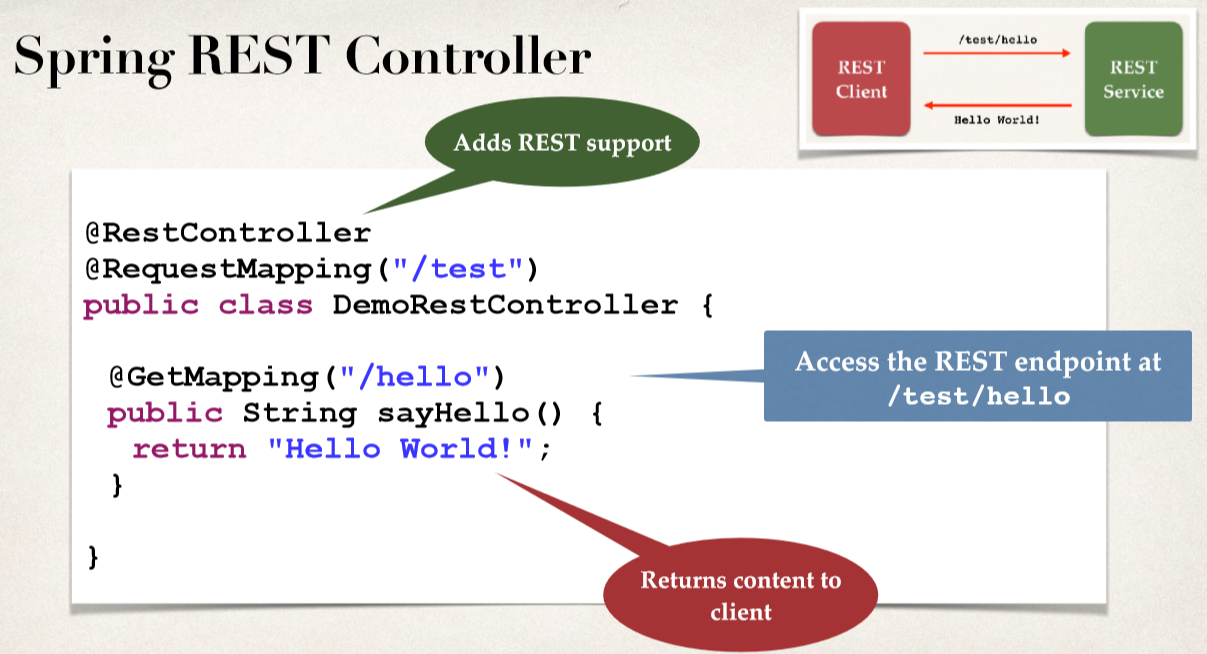 Spring REST Controller
REST
Client
/test/hello
Hello World!
REST
Service
Adds REST support
@RestController
@RequestMapping("/test")
public class DemoRestController {
@GetMapping("/hello")
public String sayHello() {
return "Hello World!";
}
}
Access the REST endpoint at
/test/hello
Returns content to
client